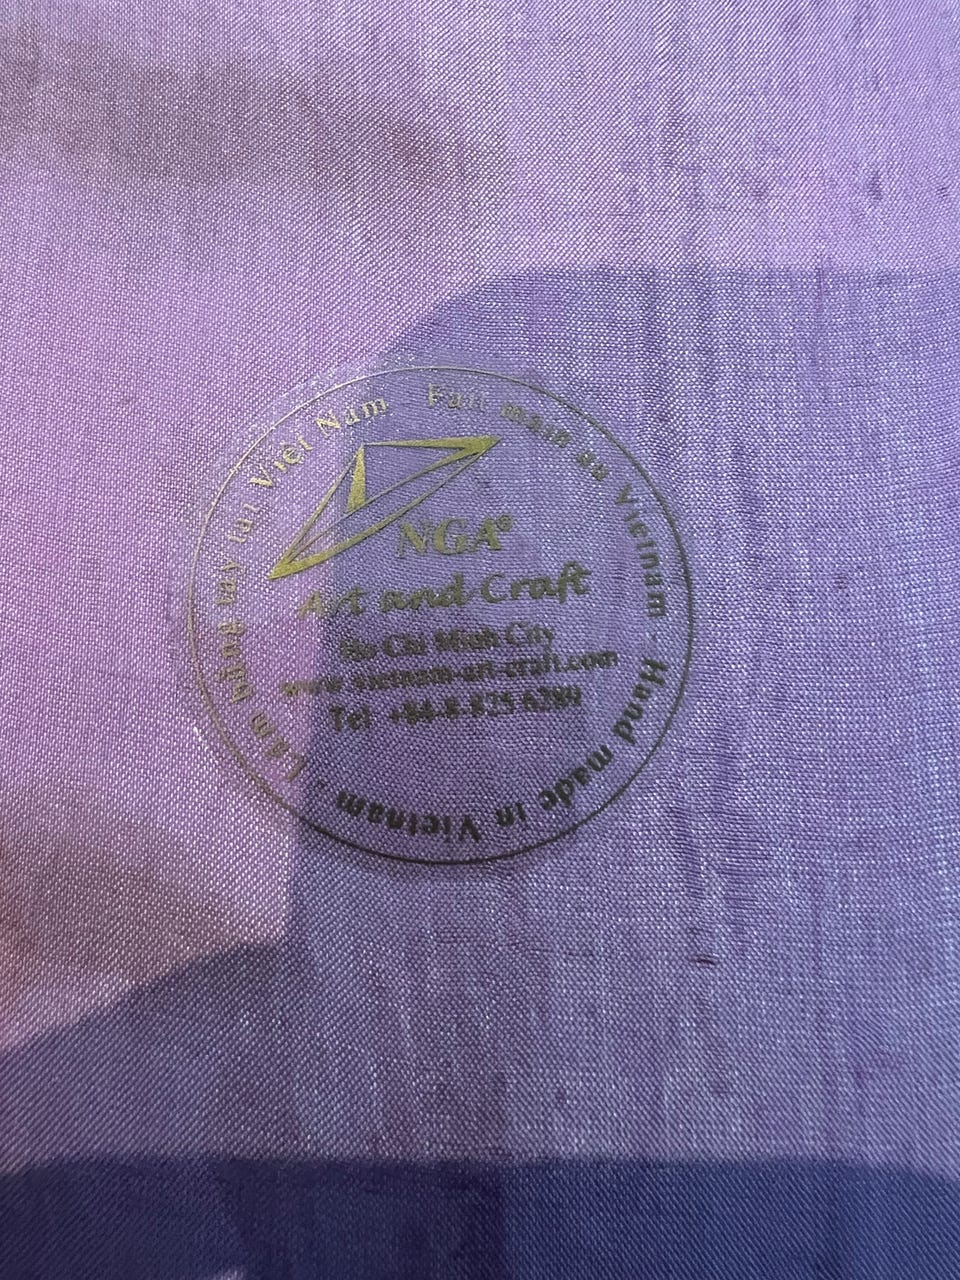 Làm bằng tay tại Việt Nam
Fait main au Vietnam - Hand made in Vietnam -
NGA®
Art and Craft
Ho Chi Minh City
www.vietnam-art-craft.com
Tel: +84-8-825 6289